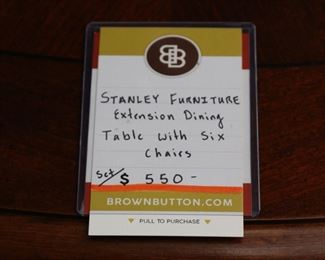 BB
Stanley Furniture
Extension Dining
Table with Six
Chairs
Set/ $ 550-
BROWNBUTTON.COM
PULL TO PURCHASE